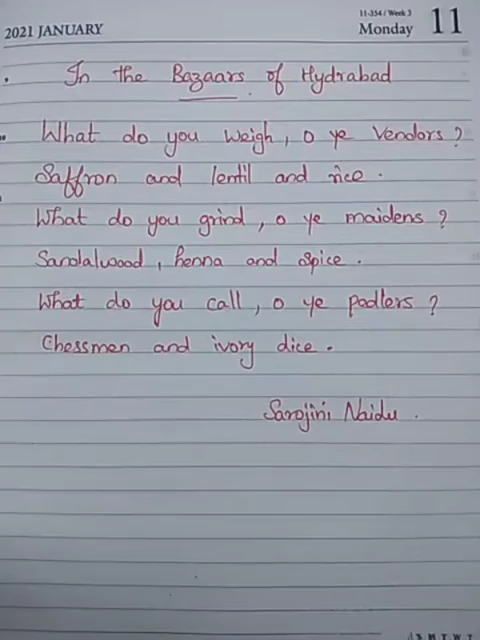 11-354 / Week 3
2021 JANUARY Monday 11
In the Bazaars of Hydrabad
What do you weigh, o ye Vendors?
Saffron and lentil and rice.
What do you grind, o ye maidens?
Sandalwood, henna and spice.
What do you call, o ye pedlers?
Chessmen and ivory dice.
Sarojini Naidu.
M T W T